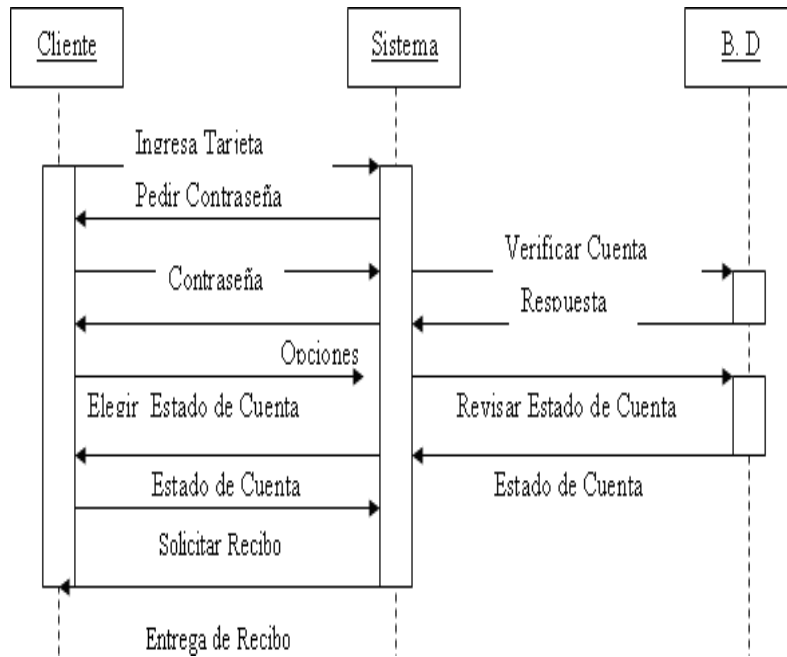 Cliente
Sistema
B. D
Ingresa Tarjeta
Pedir Contraseña
Verificar Cuenta
Contraseña
Respuesta
Opciones
Elegir Estado de Cuenta
Revisar Estado de Cuenta
Estado de Cuenta
Estado de Cuenta
Solicitar Recibo
Entrega de Recibo